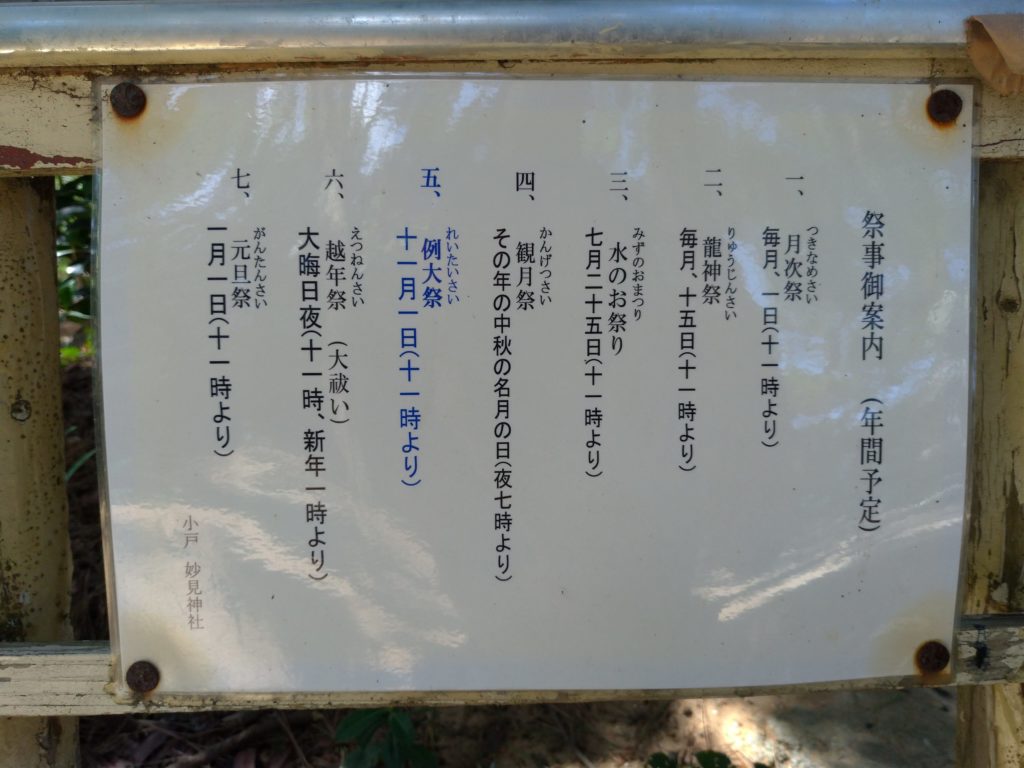 祭事御案内　(年間予定)
一、月次祭
つきなめさい
毎月、一日(十一時より)
二、龍神祭
りゅうじんさい
毎月、十五日(十一時より)
三、水のお祭り
みずのおまつり
七月二十五日(十一時より)
四、観月祭
かんげつさい
その年の中秋の名月の日(夜七時より)
五、例大祭
れいたいさい
十一月一日(十一時より)
六、越年祭　(大祓い)
えつねんさい
大晦日夜(十一時、新年一時より)
七、元旦祭
がんたんさい
一月一日(十一時より)
小戸　妙見神社